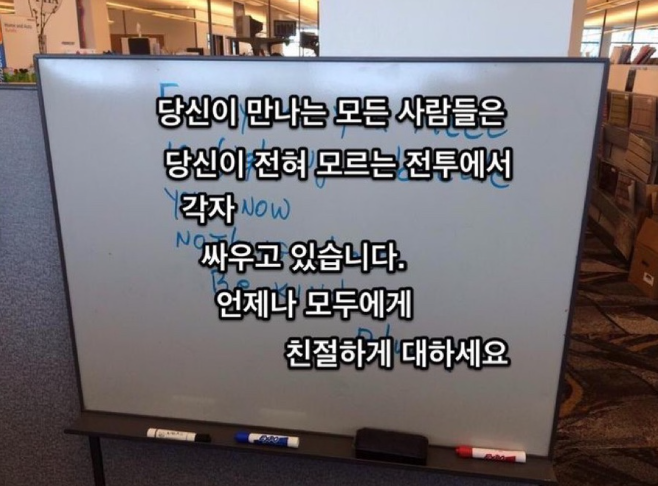 당신이 만나는 모든 사람들은
당신이 전혀 모르는 전투에서
각자
싸우고 있습니다.
언제나 모두에게
친절하게 대하세요
NOW